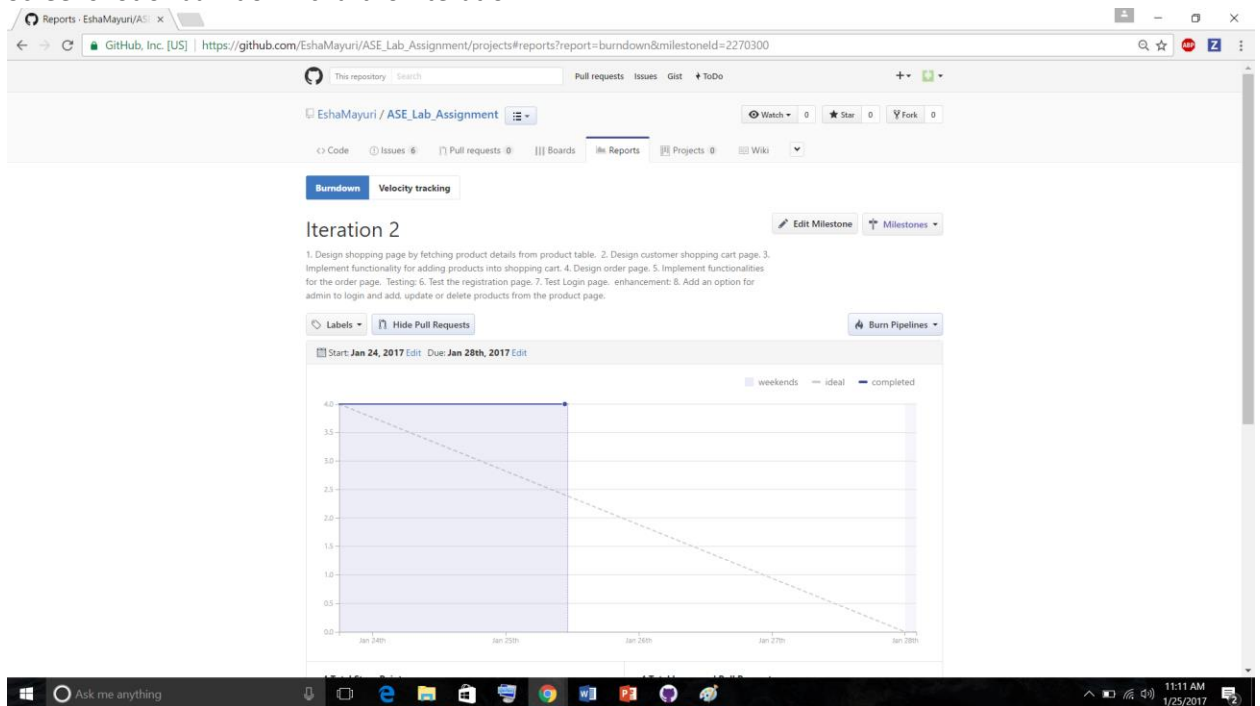 Reports · EshaMayuri/AS
GitHub, Inc. [US] | https://github.com/EshaMayuri/ASE_Lab_Assignment/projects#reports?report=burndown&milestoneId=2270300
ABP
Z
This repository Search Pull requests Issues Gist ToDo
EshaMayuri / ASE_Lab_Assignment
Watch 0 Star 0 Fork 0
Code Issues 6 Pull requests 0 Boards Reports Projects 0 Wiki
Burndown Velocity tracking
Iteration 2
Edit Milestone Milestones
1. Design shopping page by fetching product details from product table. 2. Design customer shopping cart page. 3.
Implement functionality for adding products into shopping cart. 4. Design order page. 5. Implement functionalities
for the order page. Testing: 6. Test the registration page. 7. Test Login page. enhancement: 8. Add an option for
admin to login and add, update or delete products from the product page.
Labels Hide Pull Requests Burn Pipelines
Start: Jan 24, 2017 Edit Due: Jan 28th, 2017 Edit
weekends ideal completed
4.0
3.5
3.0
2.5
2.0
1.5
1.0
0.5
0.0
Jan 24th Jan 25th Jan 26th Jan 27th Jan 28th
Ask me anything
11:11 AM
1/25/2017